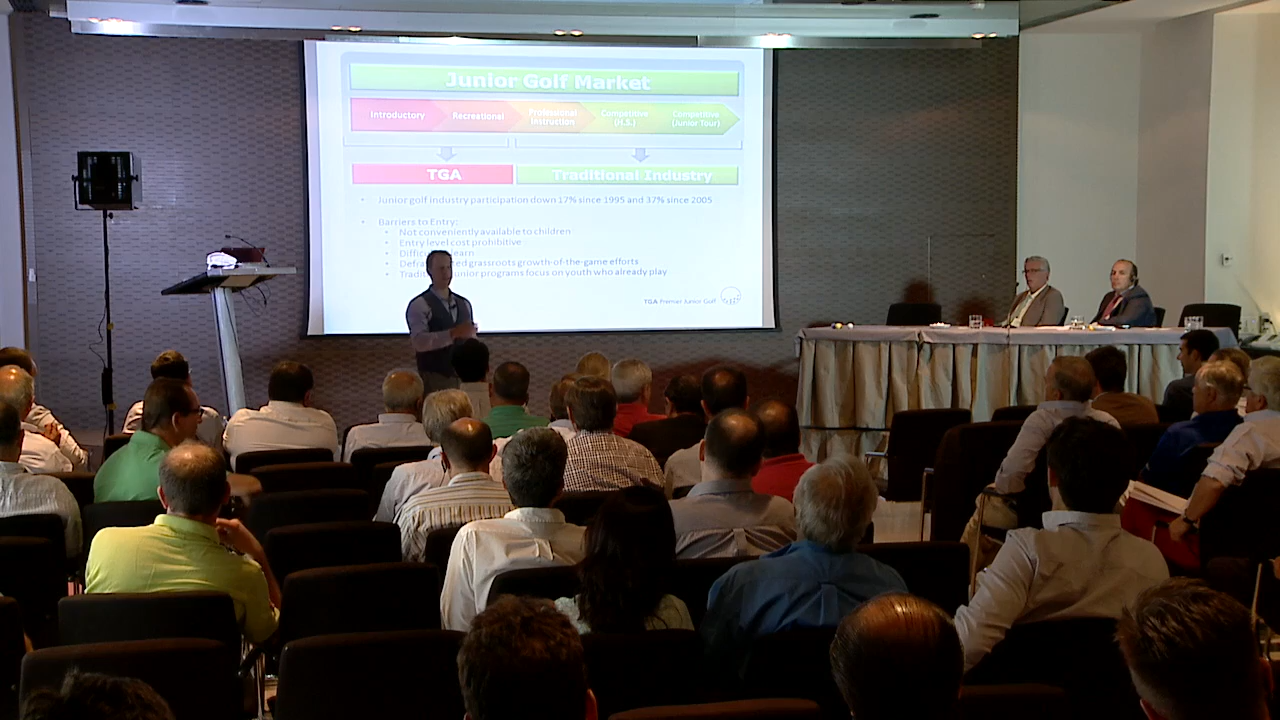 Junior Golf Market
Introductory
Recreational
Professional
Instruction
Competitive
(H.S.)
Competitive
(Junior Tour)
TGA
Traditional Industry
• Junior golf industry participation down 17% since 1995 and 37% since 2005
• Barriers to Entry:
• Not conveniently available to children
• Entry level cost prohibitive
• learn
• grassroots growth-of-the-game efforts
• junior programs focus on youth who already play
TGA Premier Junior Golf